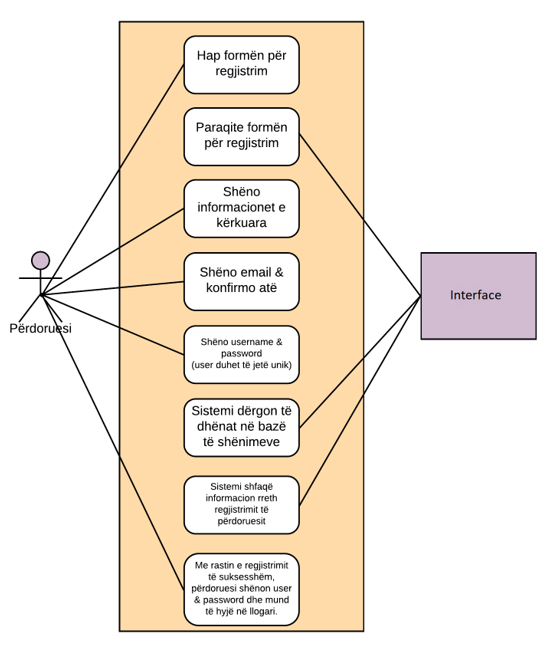 Hap formën për
regjistrim
Paraqite formën
për regjistrim
Shëno
informacionet e
kërkuara
Shëno email &
konfirmo atë
Përdoruesi
Interface
Shëno username &
password
(user duhet të jetë unik)
Sistemi dërgon të
dhënat në bazë
të shënimeve
Sistemi shfaqë
informacion rreth
regjistrimit të
përdoruesit
Me rastin e regjistrimit
të suksesshëm,
përdoruesi shënon user
& password dhe mund
të hyjë në llogari.